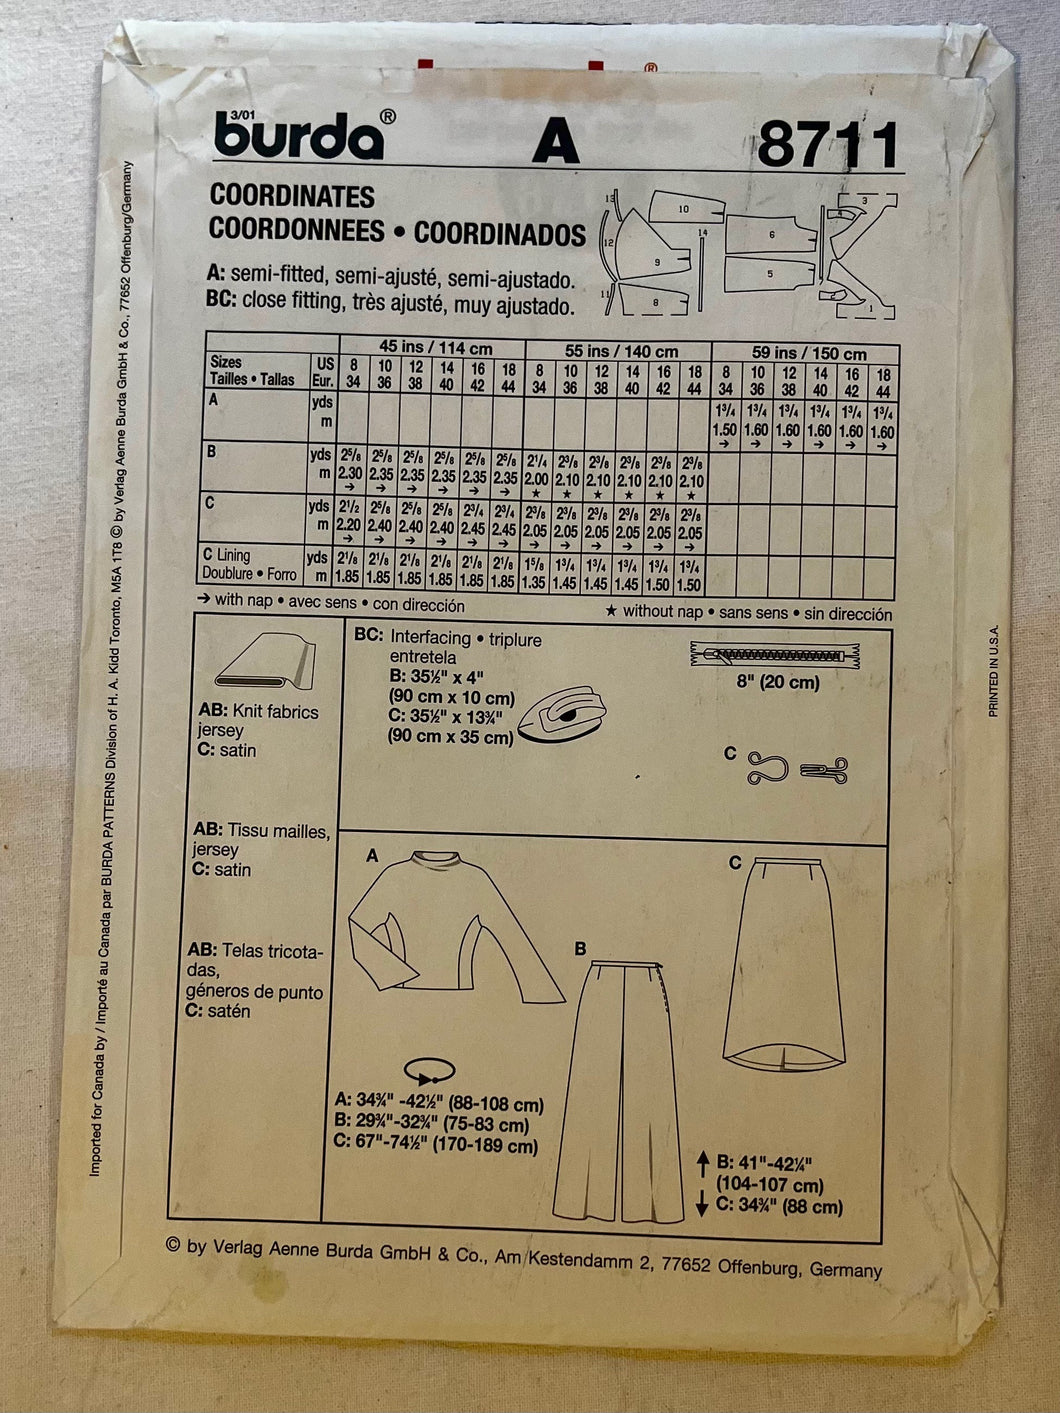 ®
3/01
burda® A 8711
COORDINATES
COORDONNEES • COORDINADOS
A: semi-fitted, semi-ajusté, semi-ajustado.
BC: close fitting, très ajusté, muy ajustado.
13 10 14 3 4
12 9 6
11 8 5 1
45 ins / 114 cm 55 ins / 140 cm 59 ins / 150 cm
Sizes US 8 10 12 14 16 18 8 10 12 14 16 18 8 10 12 14 16 18
Tailles • Tallas Eur. 34 36 38 40 42 44 34 36 38 40 42 44 34 36 38 40 42 44
A yds 1³/₄ 1³/₄ 1³/₄ 1³/₄ 1³/₄ 1³/₄
m 1.50 1.60 1.60 1.60 1.60 1.60
→ → → → → →
B yds 2⁵/₈ 2⁵/₈ 2⁵/₈ 2⁵/₈ 2⁵/₈ 2⁵/₈ 2¹/₄ 2³/₈ 2³/₈ 2³/₈ 2³/₈ 2³/₈
m 2.30 2.35 2.35 2.35 2.35 2.35 2.00 2.10 2.10 2.10 2.10 2.10
→ → → → → → ★ ★ ★ ★ ★ ★
C yds 2¹/₂ 2⁵/₈ 2⁵/₈ 2⁵/₈ 2³/₄ 2³/₄ 2³/₈ 2³/₈ 2³/₈ 2³/₈ 2³/₈ 2³/₈
m 2.20 2.40 2.40 2.40 2.45 2.45 2.05 2.05 2.05 2.05 2.05 2.05
→ → → → → → → → → → → →
C Lining yds 2¹/₈ 2¹/₈ 2¹/₈ 2¹/₈ 2¹/₈ 2¹/₈ 1⁵/₈ 1³/₄ 1³/₄ 1³/₄ 1³/₄ 1³/₄
Doublure • Forro m 1.85 1.85 1.85 1.85 1.85 1.85 1.35 1.45 1.45 1.45 1.50 1.50
→ with nap • avec sens • con dirección ★ without nap • sans sens • sin dirección
AB: Knit fabrics
jersey
C: satin
AB: Tissu mailles,
jersey
C: satin
AB: Telas tricota-
das,
géneros de punto
C: satén
BC: Interfacing • triplure
entretela
B: 35½" x 4"
(90 cm x 10 cm)
C: 35½" x 13¾"
(90 cm x 35 cm)
8" (20 cm)
C
A
B
C
A: 34¾" -42½" (88-108 cm)
B: 29¾"-32¾" (75-83 cm)
C: 67"-74½" (170-189 cm)
B: 41"-42¼"
(104-107 cm)
C: 34¾" (88 cm)
© by Verlag Aenne Burda GmbH & Co., Am Kestendamm 2, 77652 Offenburg, Germany
Imported for Canada by / Importé au Canada par BURDA PATTERNS Division of H. A. Kidd Toronto, M5A 1T8 © by Verlag Aenne Burda GmbH & Co., 77652 Offenburg/Germany
PRINTED IN U.S.A.